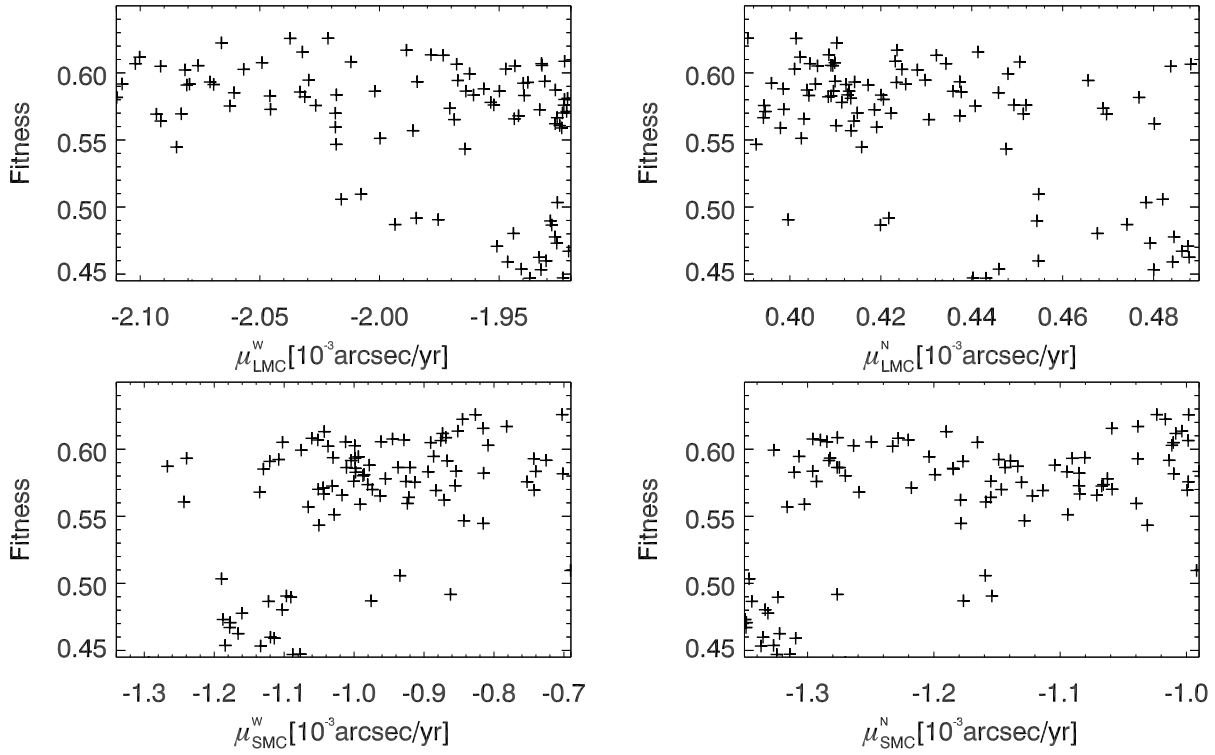 Fitness
0.60
0.55
0.50
0.45
-2.10 -2.05 -2.00 -1.95
μ^W_LMC[10^-3arcsec/yr]
Fitness
0.60
0.55
0.50
0.45
0.40 0.42 0.44 0.46 0.48
μ^N_LMC[10^-3arcsec/yr]
Fitness
0.60
0.55
0.50
0.45
-1.3 -1.2 -1.1 -1.0 -0.9 -0.8 -0.7
μ^W_SMC[10^-3arcsec/yr]
Fitness
0.60
0.55
0.50
0.45
-1.3 -1.2 -1.1 -1.0
μ^N_SMC[10^-3arcsec/yr]